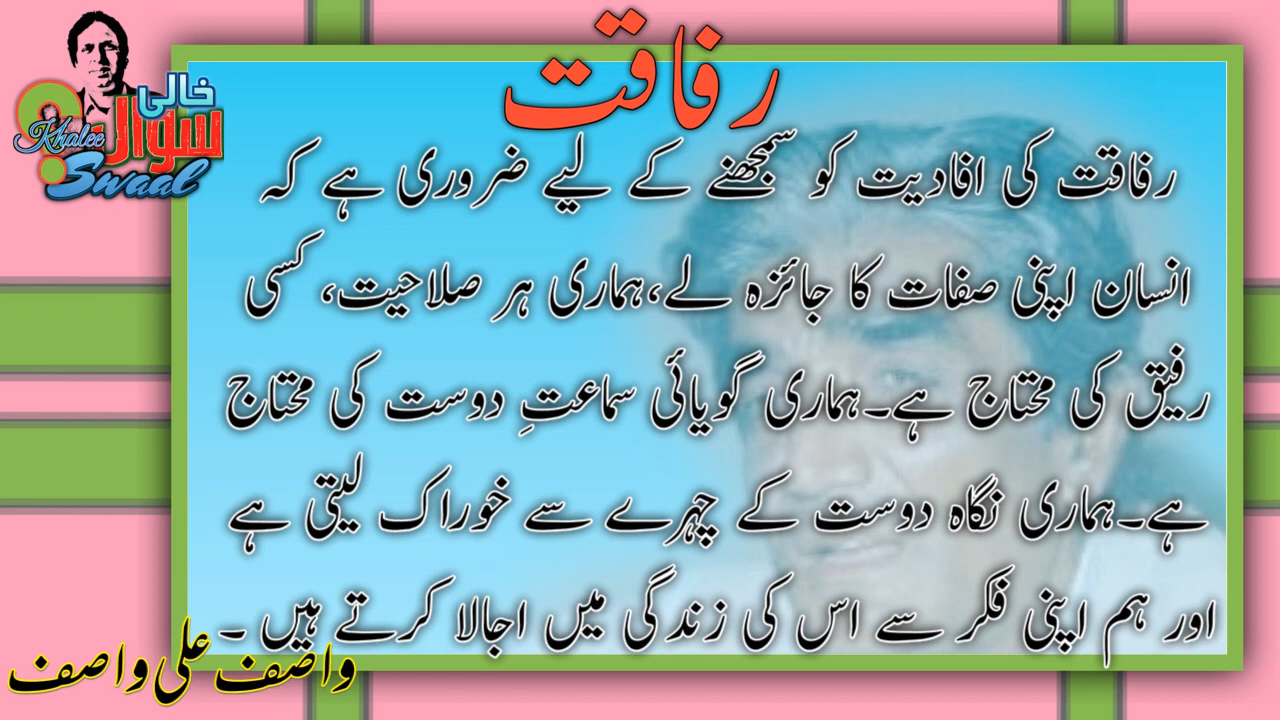 خالی
سوال
Khalee
Swaal
رفاقت
رفاقت کی افادیت کو سمجھنے کے لیے ضروری ہے کہ
انسان اپنی صفات کا جائزہ لے،ہماری ہر صلاحیت، کسی
رفیق کی محتاج ہے۔ہماری گویائی سماعتِ دوست کی محتاج
ہے۔ہماری نگاہ دوست کے چہرے سے خوراک لیتی ہے
اور ہم اپنی فکر سے اس کی زندگی میں اجالا کرتے ہیں ۔
واصف علی واصف